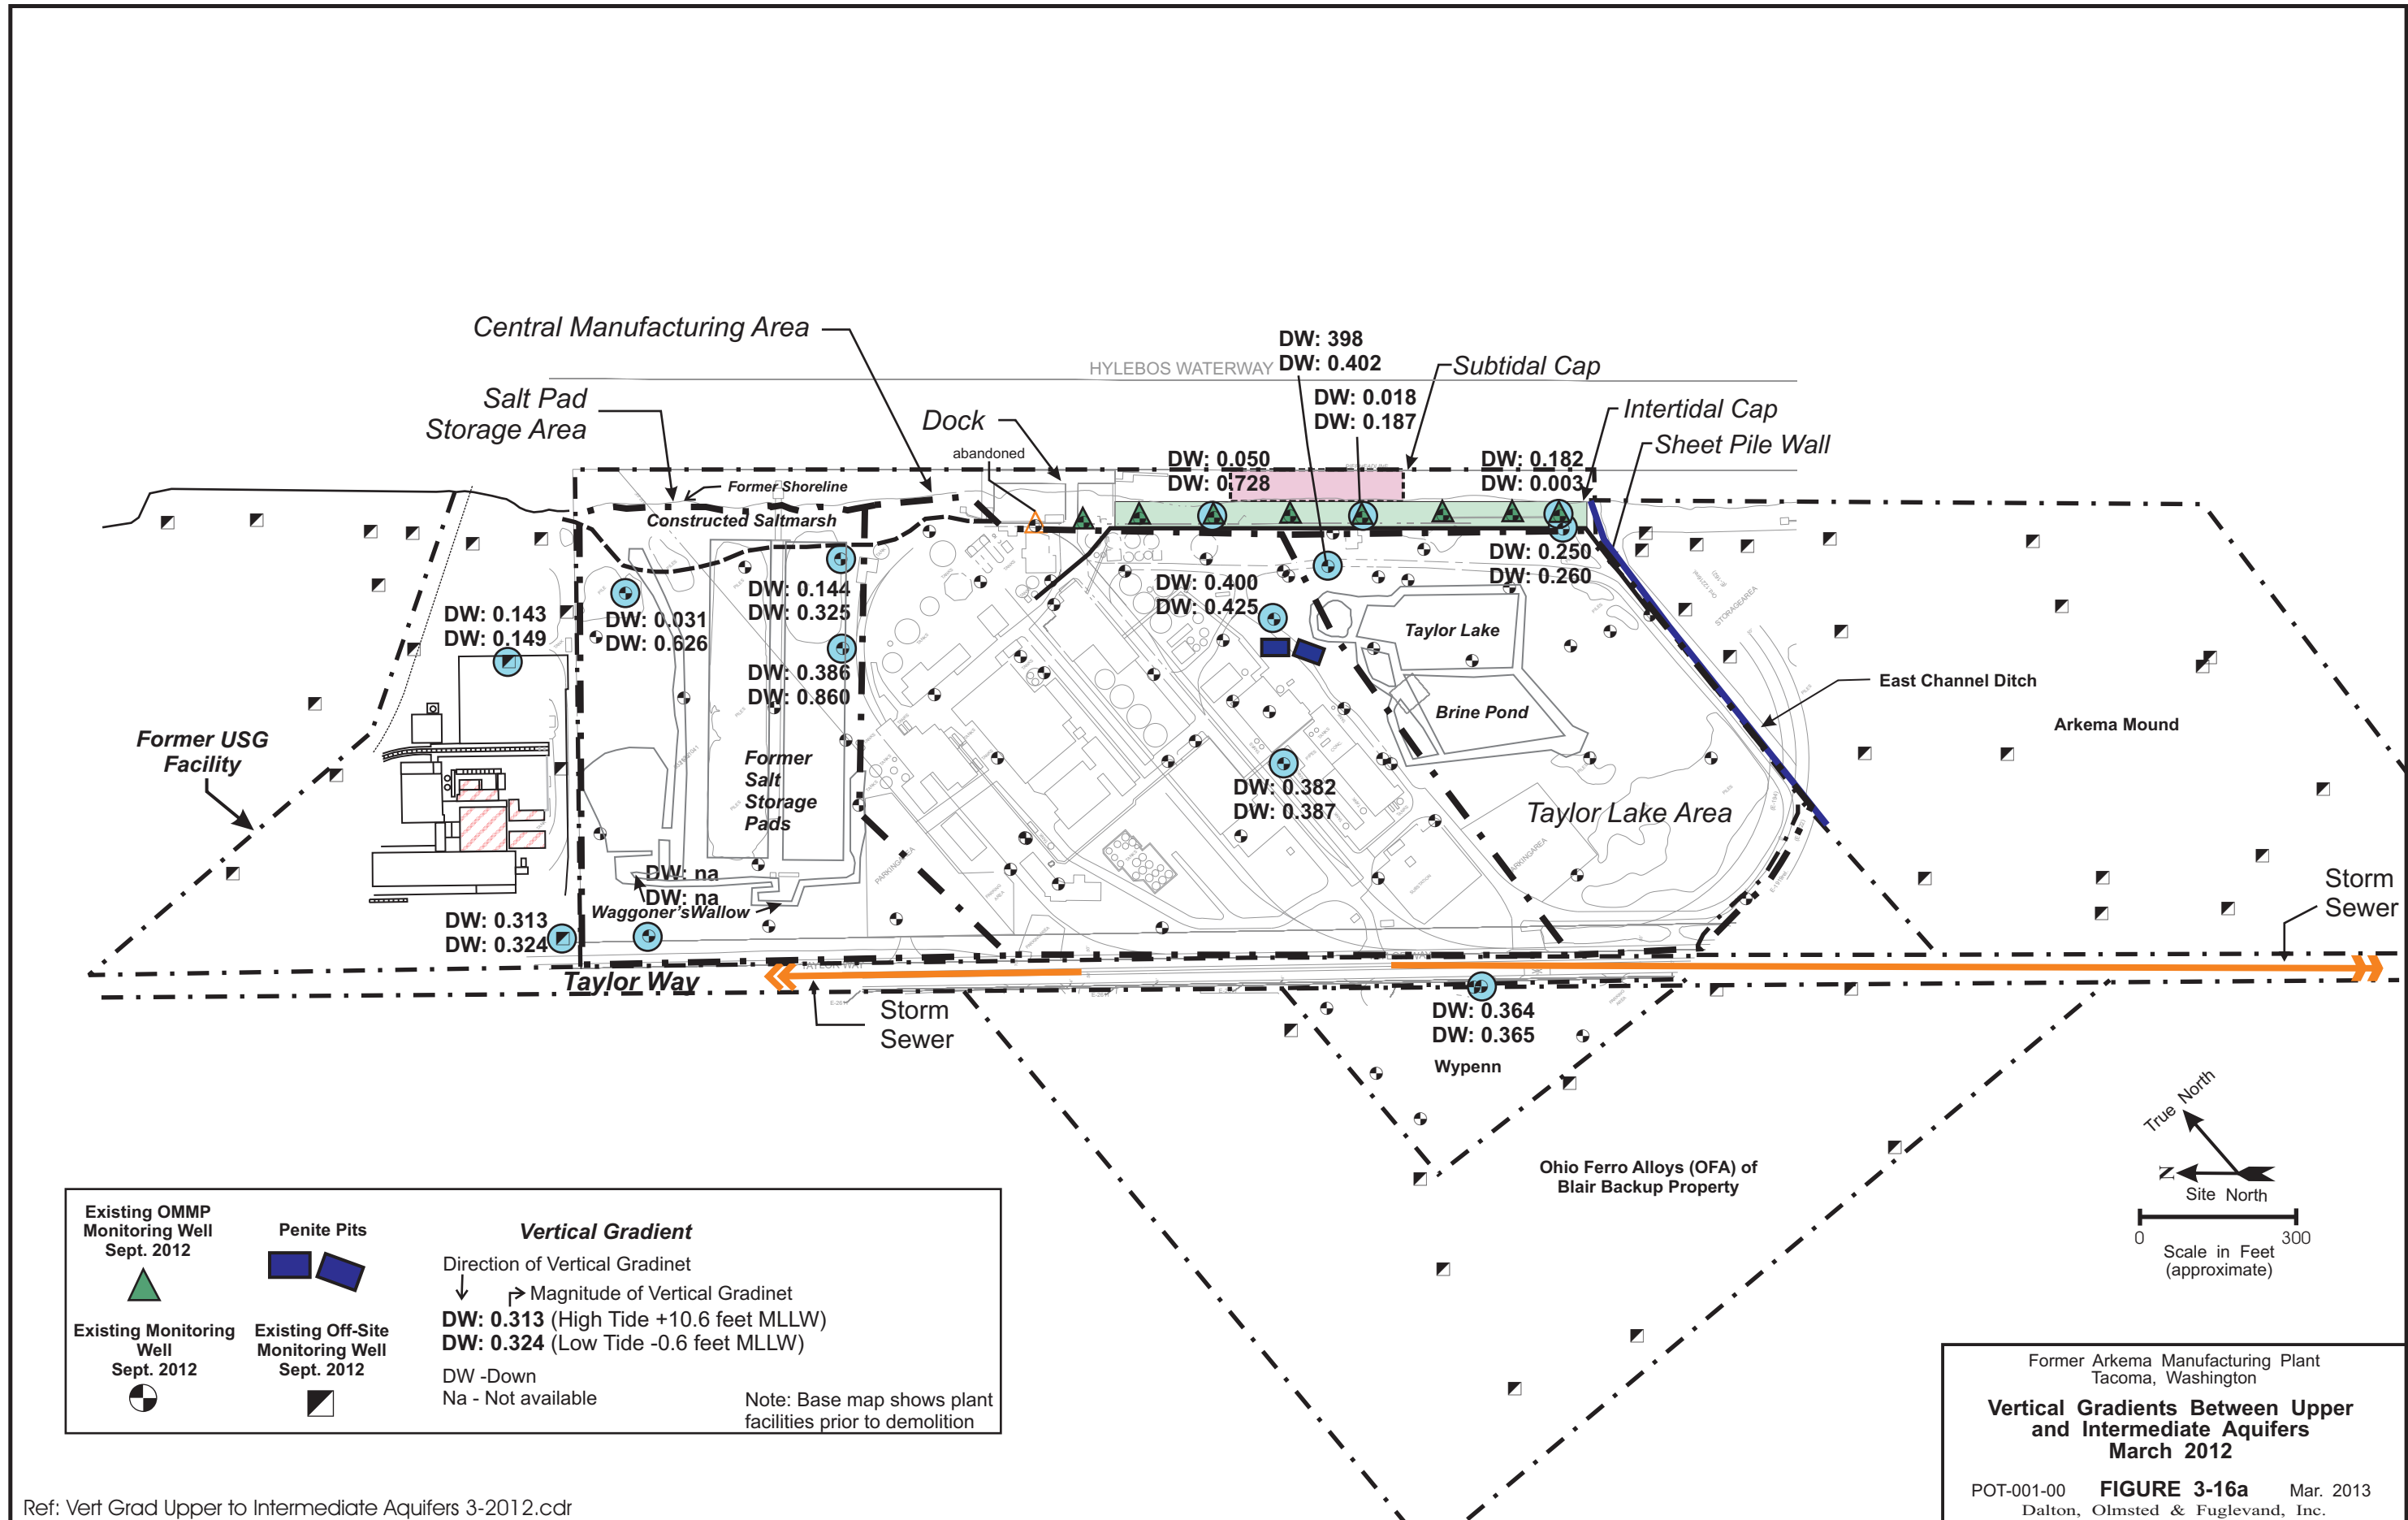 Central Manufacturing Area
HYLEBOS WATERWAY
DW: 398
DW: 0.402
Subtidal Cap
Salt Pad
Storage Area
DW: 0.018
DW: 0.187
Intertidal Cap
Dock
abandoned
Sheet Pile Wall
DW: 0.050
DW: 0.728
DW: 0.182
DW: 0.003
Former Shoreline
Constructed Saltmarsh
DW: 0.250
DW: 0.260
DW: 0.144
DW: 0.325
DW: 0.400
DW: 0.425
DW: 0.143
DW: 0.149
DW: 0.031
DW: 0.626
STORAGEAREA
Taylor Lake
DW: 0.386
DW: 0.860
East Channel Ditch
Brine Pond
Arkema Mound
Former USG
Facility
Former
Salt
Storage
Pads
DW: 0.382
DW: 0.387
Taylor Lake Area
PARKINGAREA
PARKINGAREA
DW: na
DW: na
Waggoner'sWallow
DW: 0.313
DW: 0.324
Storm
Sewer
TAYLOR WAY
Taylor Way
Storm
Sewer
DW: 0.364
DW: 0.365
Wypenn
True North
Ohio Ferro Alloys (OFA) of
Blair Backup Property
N
Site North
0 300
Scale in Feet
(approximate)
Existing OMMP
Monitoring Well
Sept. 2012
Penite Pits
Vertical Gradient
Direction of Vertical Gradinet
Magnitude of Vertical Gradinet
DW: 0.313 (High Tide +10.6 feet MLLW)
DW: 0.324 (Low Tide -0.6 feet MLLW)
Existing Monitoring
Well
Sept. 2012
Existing Off-Site
Monitoring Well
Sept. 2012
DW -Down
Na - Not available
Note: Base map shows plant
facilities prior to demolition
Former Arkema Manufacturing Plant
Tacoma, Washington
Vertical Gradients Between Upper
and Intermediate Aquifers
March 2012
POT-001-00 FIGURE 3-16a Mar. 2013
Dalton, Olmsted & Fuglevand, Inc.
Ref: Vert Grad Upper to Intermediate Aquifers 3-2012.cdr